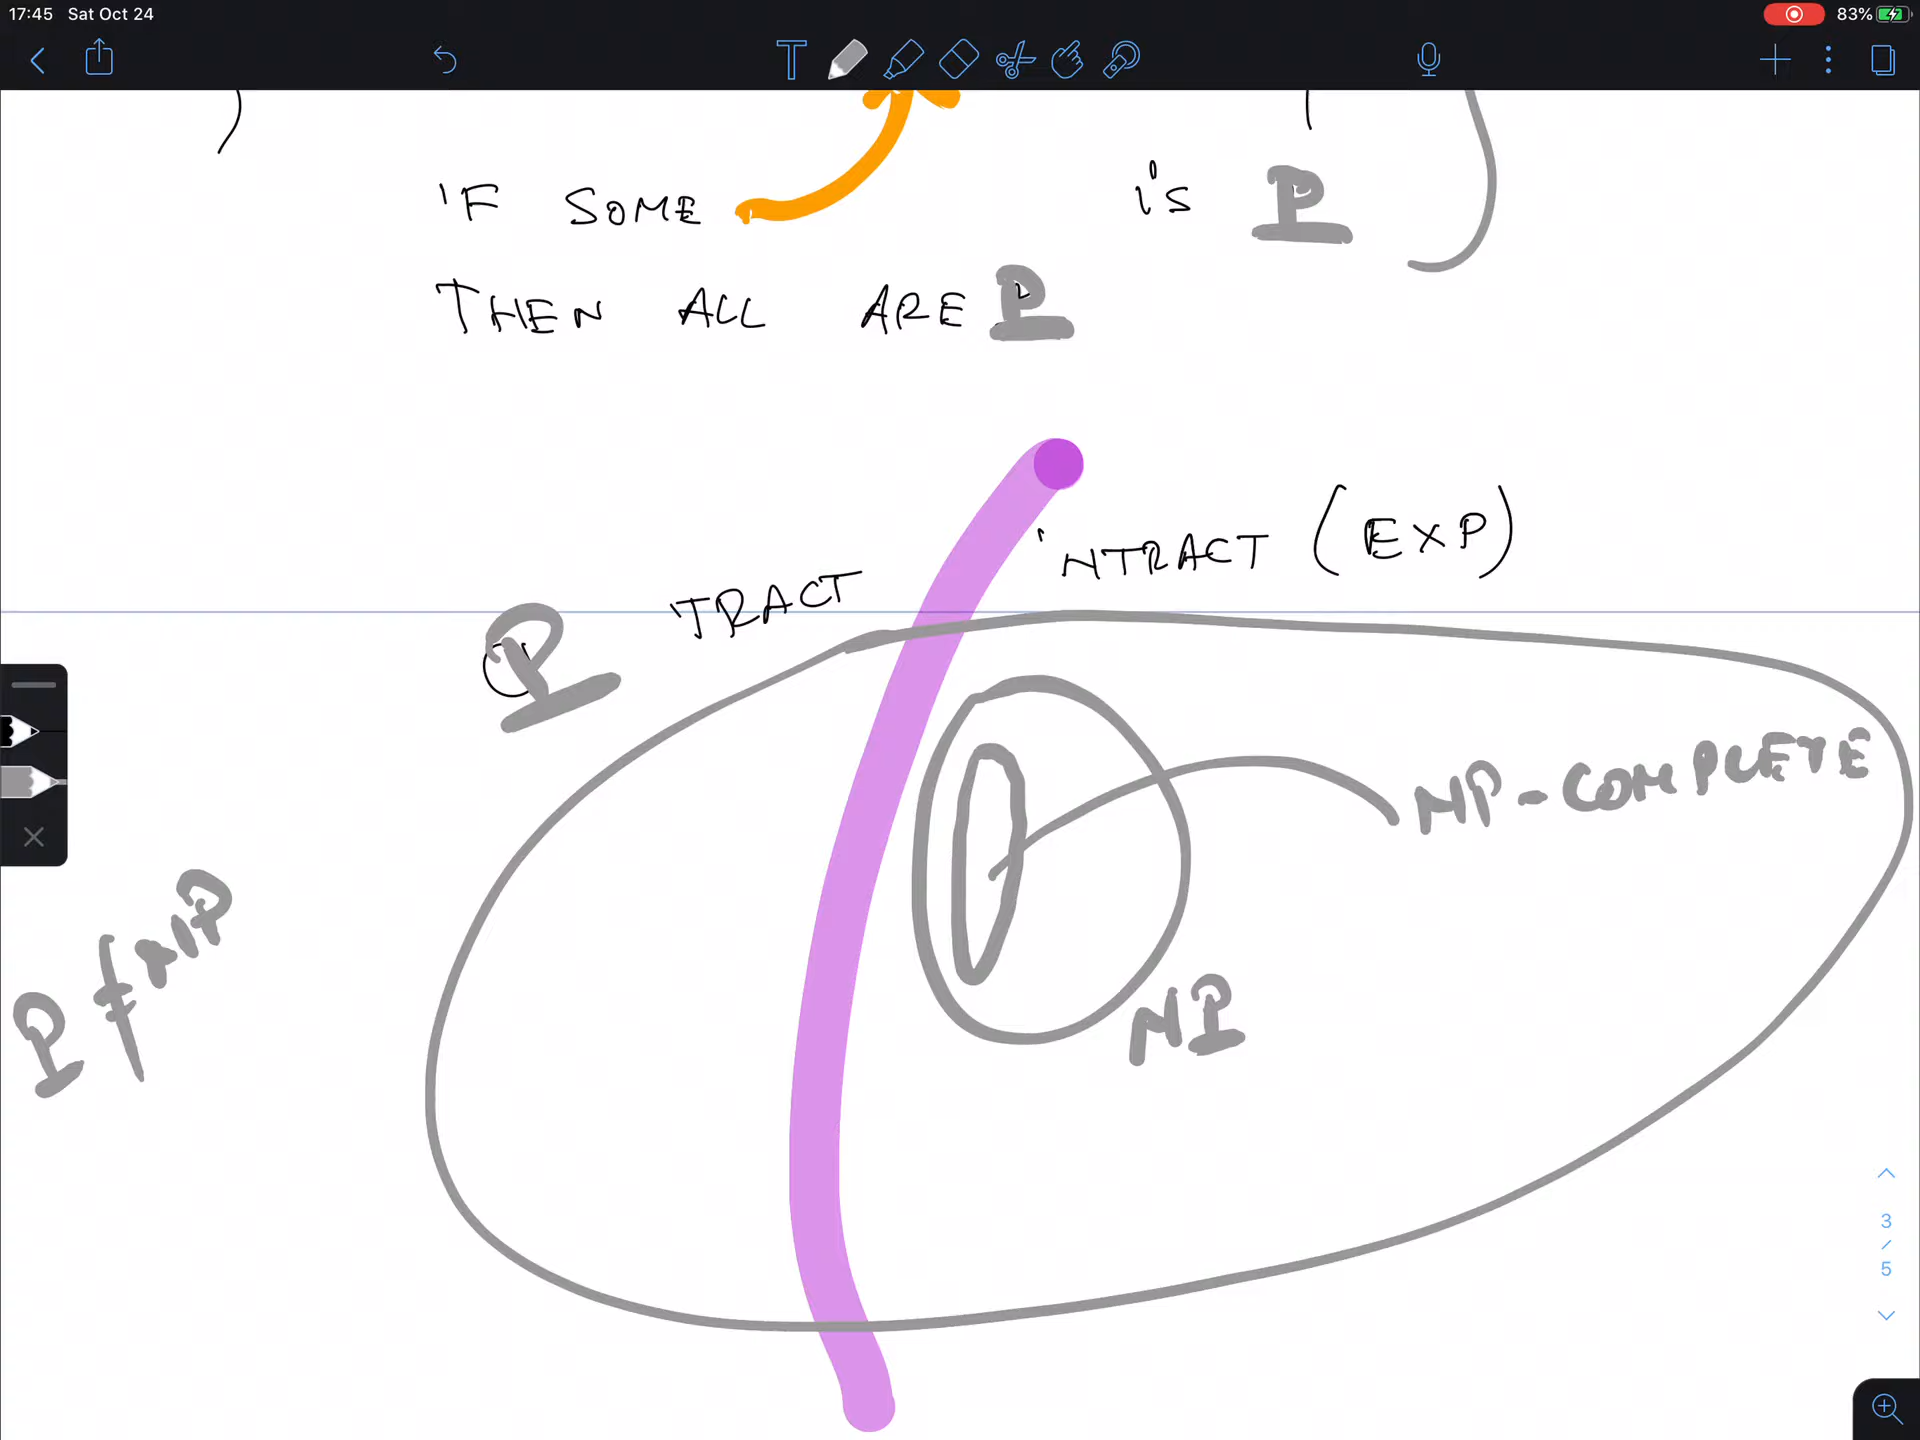 17:45 Sat Oct 24
83%
IF SOME is P
THEN ALL ARE P
INTRACT (EXP)
P TRACT
NP-COMPLETE
P ≠ NP
NP
3
/
5